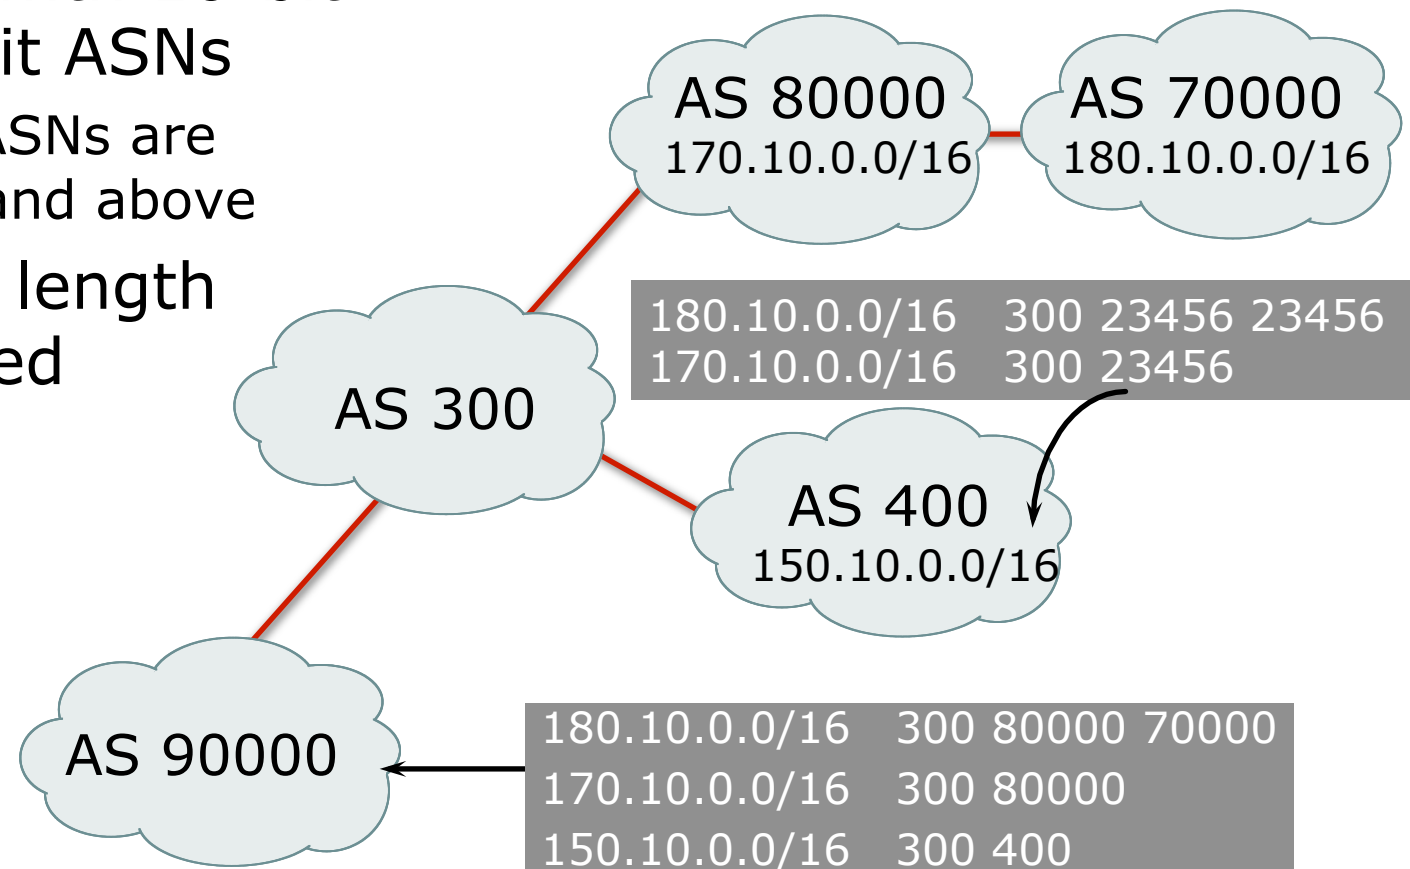 it ASNs
ASNs are
and above
length
ed
AS 80000
170.10.0.0/16
AS 70000
180.10.0.0/16
180.10.0.0/16 300 23456 23456
170.10.0.0/16 300 23456
AS 300
AS 400
150.10.0.0/16
AS 90000
180.10.0.0/16 300 80000 70000
170.10.0.0/16 300 80000
150.10.0.0/16 300 400